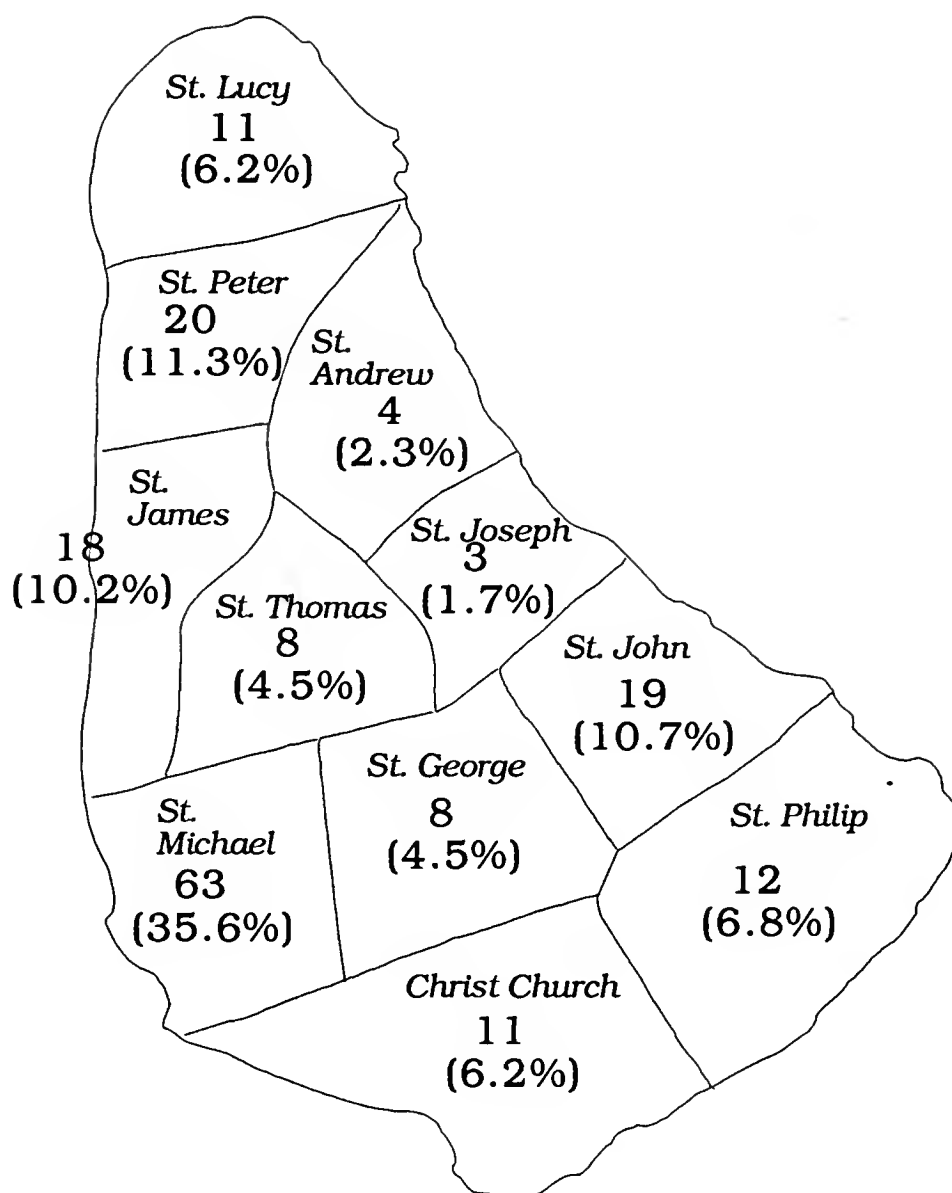 St. Lucy
11
(6.2%)
St. Peter
20
(11.3%)
St.
Andrew
4
(2.3%)
St.
James
18
(10.2%)
St. Joseph
3
(1.7%)
St. Thomas
8
(4.5%)
St. John
19
(10.7%)
St. George
8
(4.5%)
St.
Michael
63
(35.6%)
St. Philip
12
(6.8%)
Christ Church
11
(6.2%)